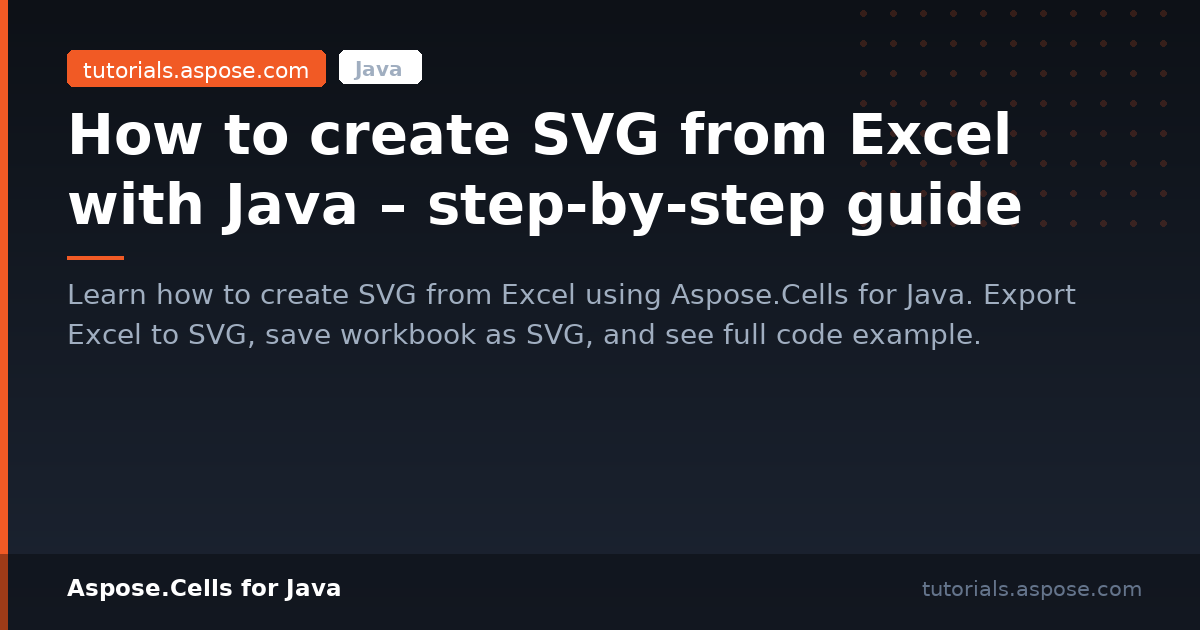 tutorials.aspose.com
Java
How to create SVG from Excel
with Java – step-by-step guide
Learn how to create SVG from Excel using Aspose.Cells for Java. Export
Excel to SVG, save workbook as SVG, and see full code example.
Aspose.Cells for Java
tutorials.aspose.com